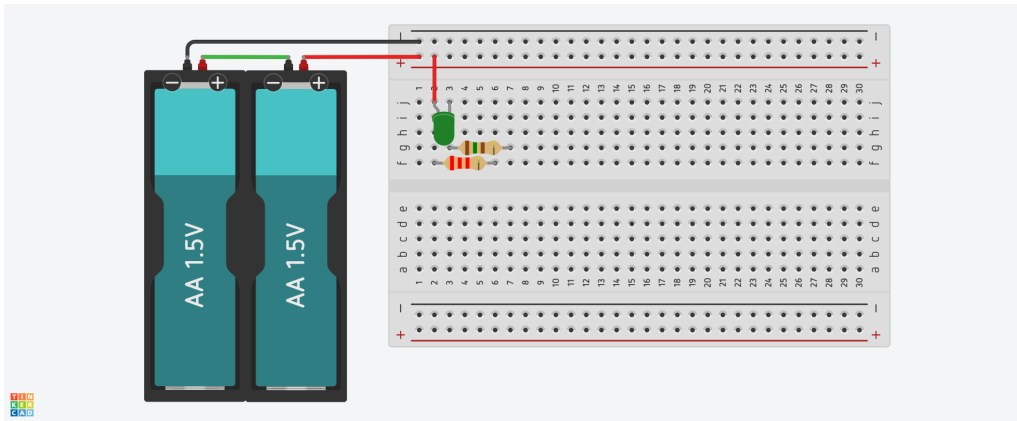 − +
1 2 3 4 5 6 7 8 9 10 11 12 13 14 15 16 17 18 19 20 21 22 23 24 25 26 27 28 29 30
j i h g f
j i h g f
e d c b a
e d c b a
1 2 3 4 5 6 7 8 9 10 11 12 13 14 15 16 17 18 19 20 21 22 23 24 25 26 27 28 29 30
− +
− + − +
AA 1.5V
AA 1.5V
TIN
KER
CAD